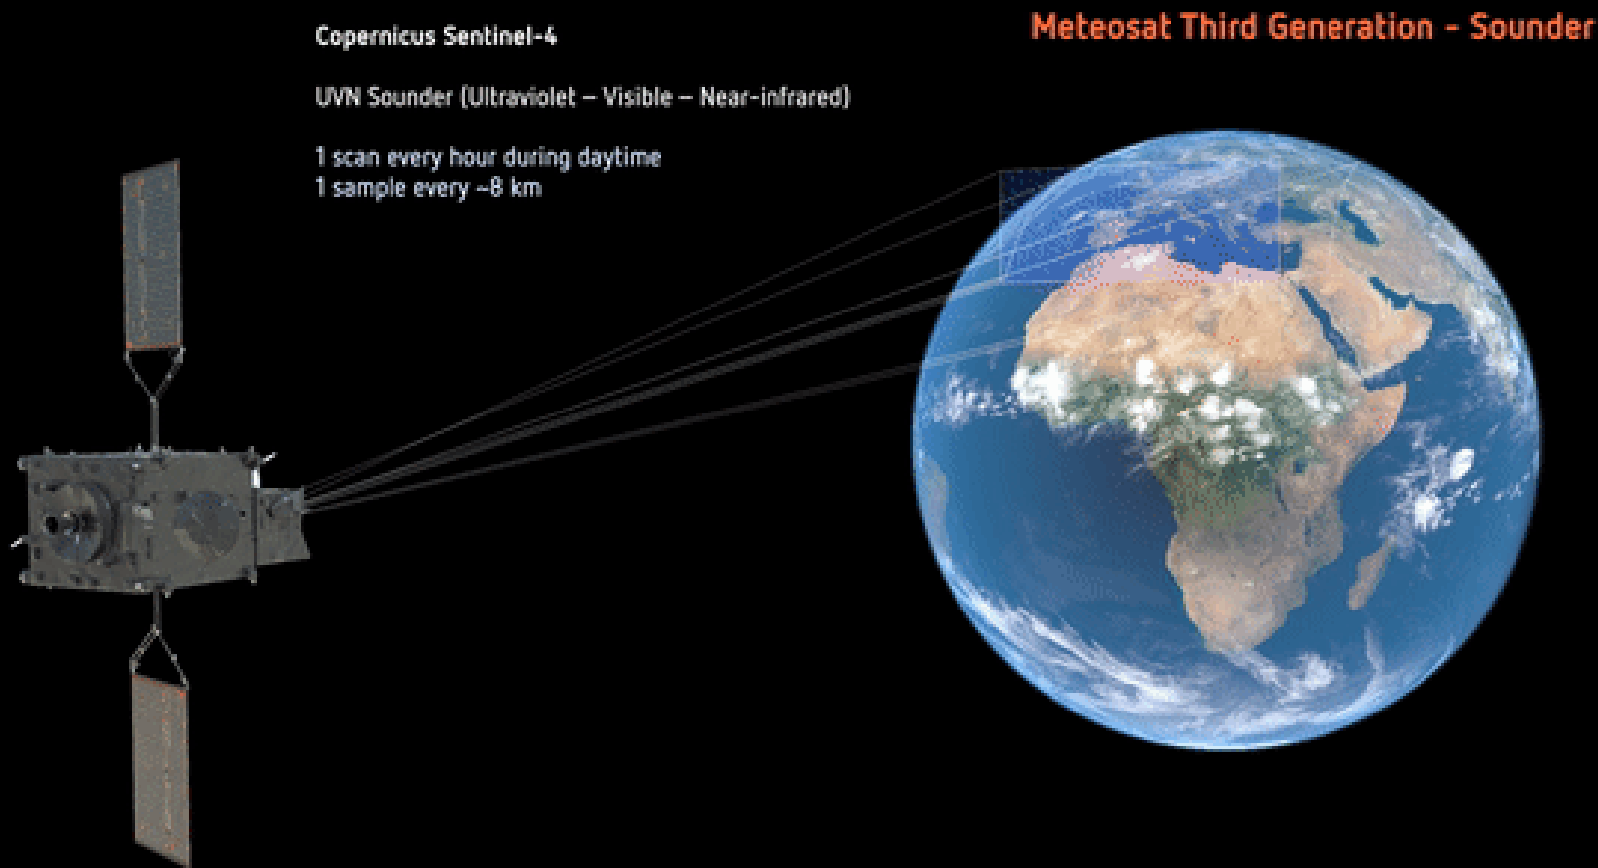 Meteosat Third Generation - Sounder
Copernicus Sentinel-4
UVN Sounder (Ultraviolet – Visible – Near-infrared)
1 scan every hour during daytime
1 sample every ~8 km